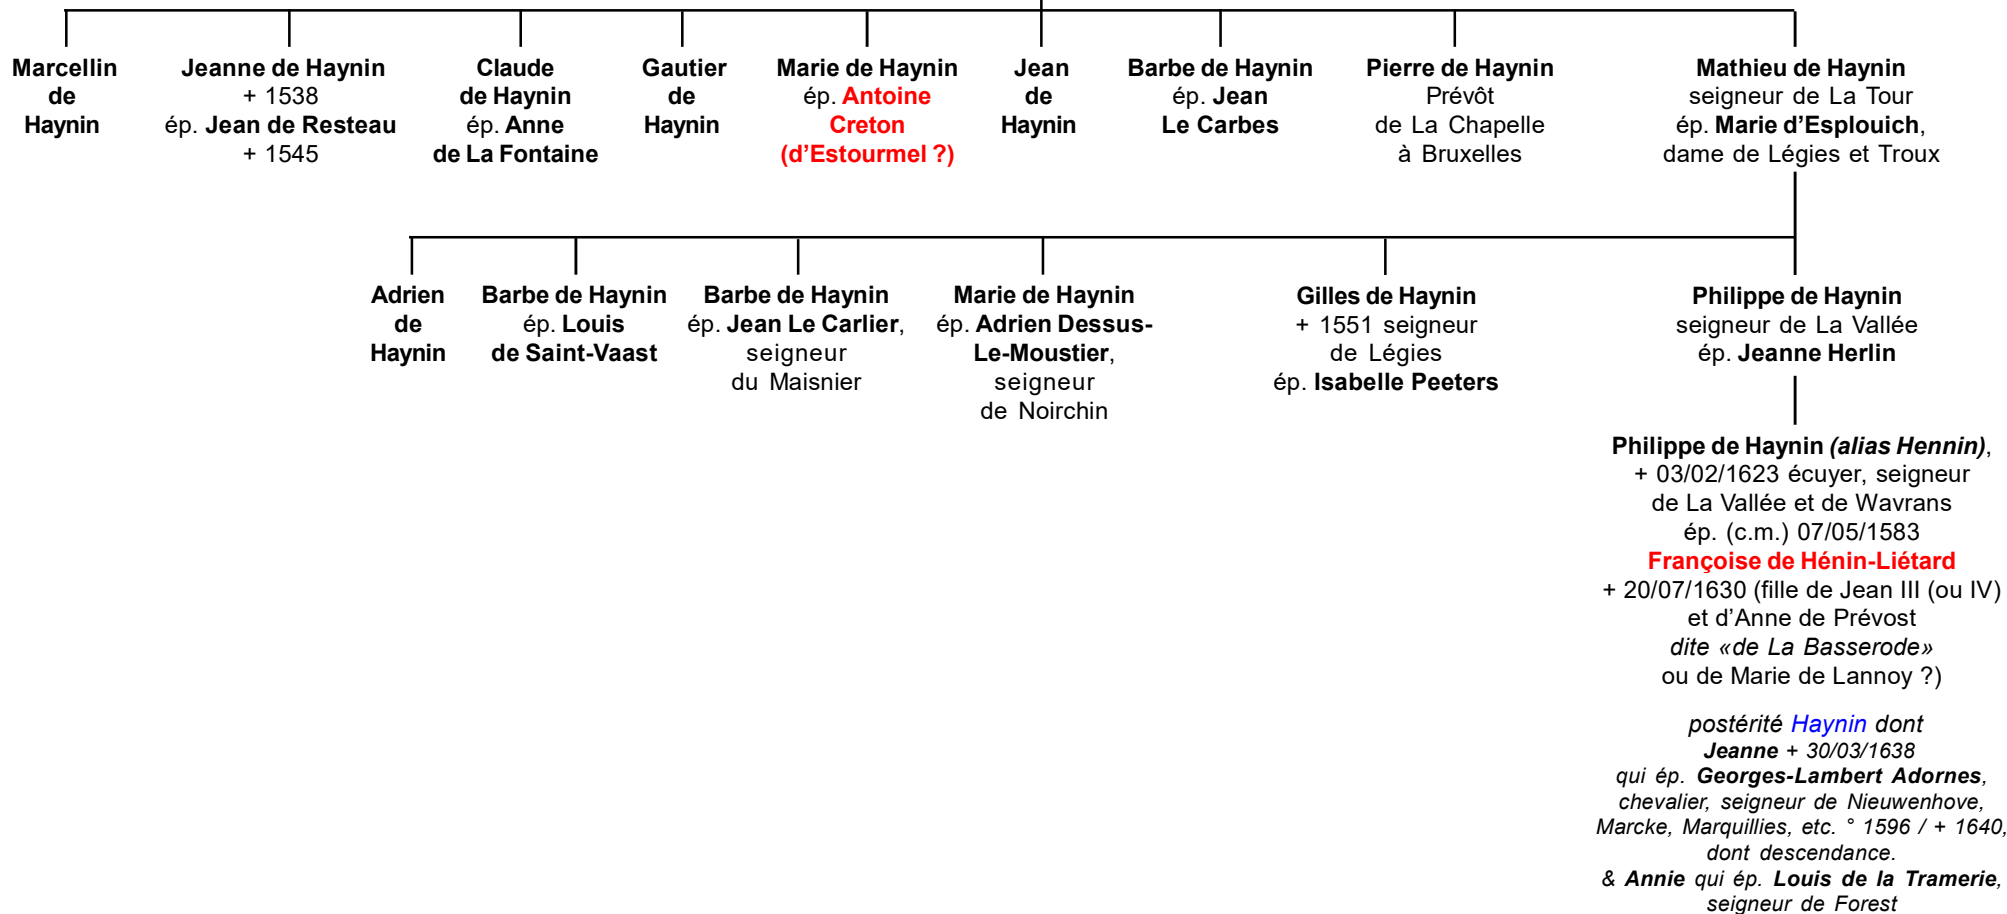 Marcellin
de
Haynin
Jeanne de Haynin
+ 1538
ép. Jean de Resteau
+ 1545
Claude
de Haynin
ép. Anne
de La Fontaine
Gautier
de
Haynin
Marie de Haynin
ép. Antoine
Creton
(d’Estourmel ?)
Jean
de
Haynin
Barbe de Haynin
ép. Jean
Le Carbes
Pierre de Haynin
Prévôt
de La Chapelle
à Bruxelles
Mathieu de Haynin
seigneur de La Tour
ép. Marie d’Esplouich,
dame de Légies et Troux
Adrien
de
Haynin
Barbe de Haynin
ép. Louis
de Saint-Vaast
Barbe de Haynin
ép. Jean Le Carlier,
seigneur
du Maisnier
Marie de Haynin
ép. Adrien Dessus-
Le-Moustier,
seigneur
de Noirchin
Gilles de Haynin
+ 1551 seigneur
de Légies
ép. Isabelle Peeters
Philippe de Haynin
seigneur de La Vallée
ép. Jeanne Herlin
Philippe de Haynin (alias Hennin),
+ 03/02/1623 écuyer, seigneur
de La Vallée et de Wavrans
ép. (c.m.) 07/05/1583
Françoise de Hénin-Liétard
+ 20/07/1630 (fille de Jean III (ou IV)
et d’Anne de Prévost
dite «de La Basserode»
ou de Marie de Lannoy ?)
postérité Haynin dont
Jeanne + 30/03/1638
qui ép. Georges-Lambert Adornes,
chevalier, seigneur de Nieuwenhove,
Marcke, Marquillies, etc. ° 1596 / + 1640,
dont descendance.
& Annie qui ép. Louis de la Tramerie,
seigneur de Forest